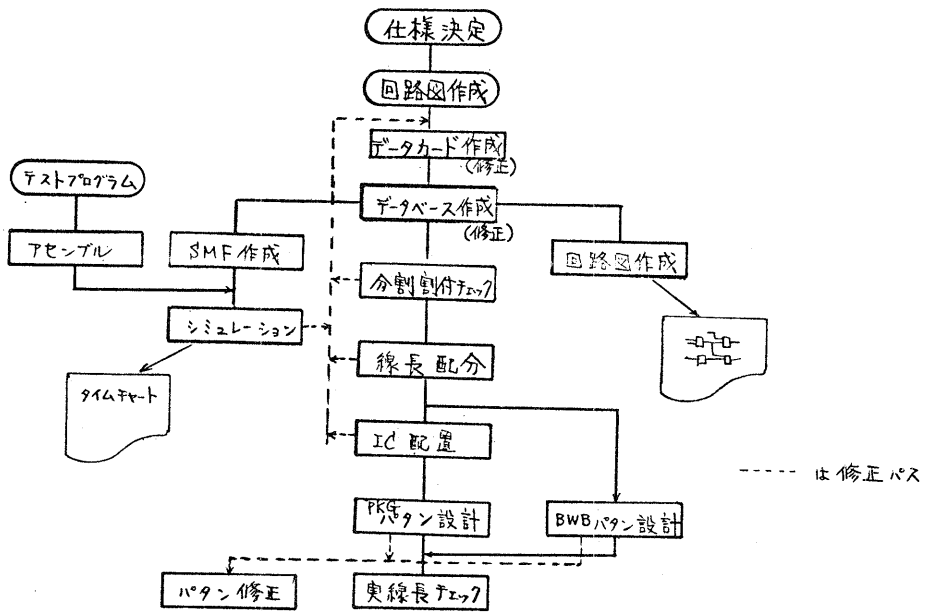 仕様決定
回路図作成
データカード作成
(修正)
テストプログラム
データベース作成
(修正)
アセンブル
SMF作成
回路図作成
分割割付チェック
シミュレーション
線長配分
タイムチャート
IC配置
---- は修正パス
PKGパタン設計
BWBパタン設計
パタン修正
実線長チェック